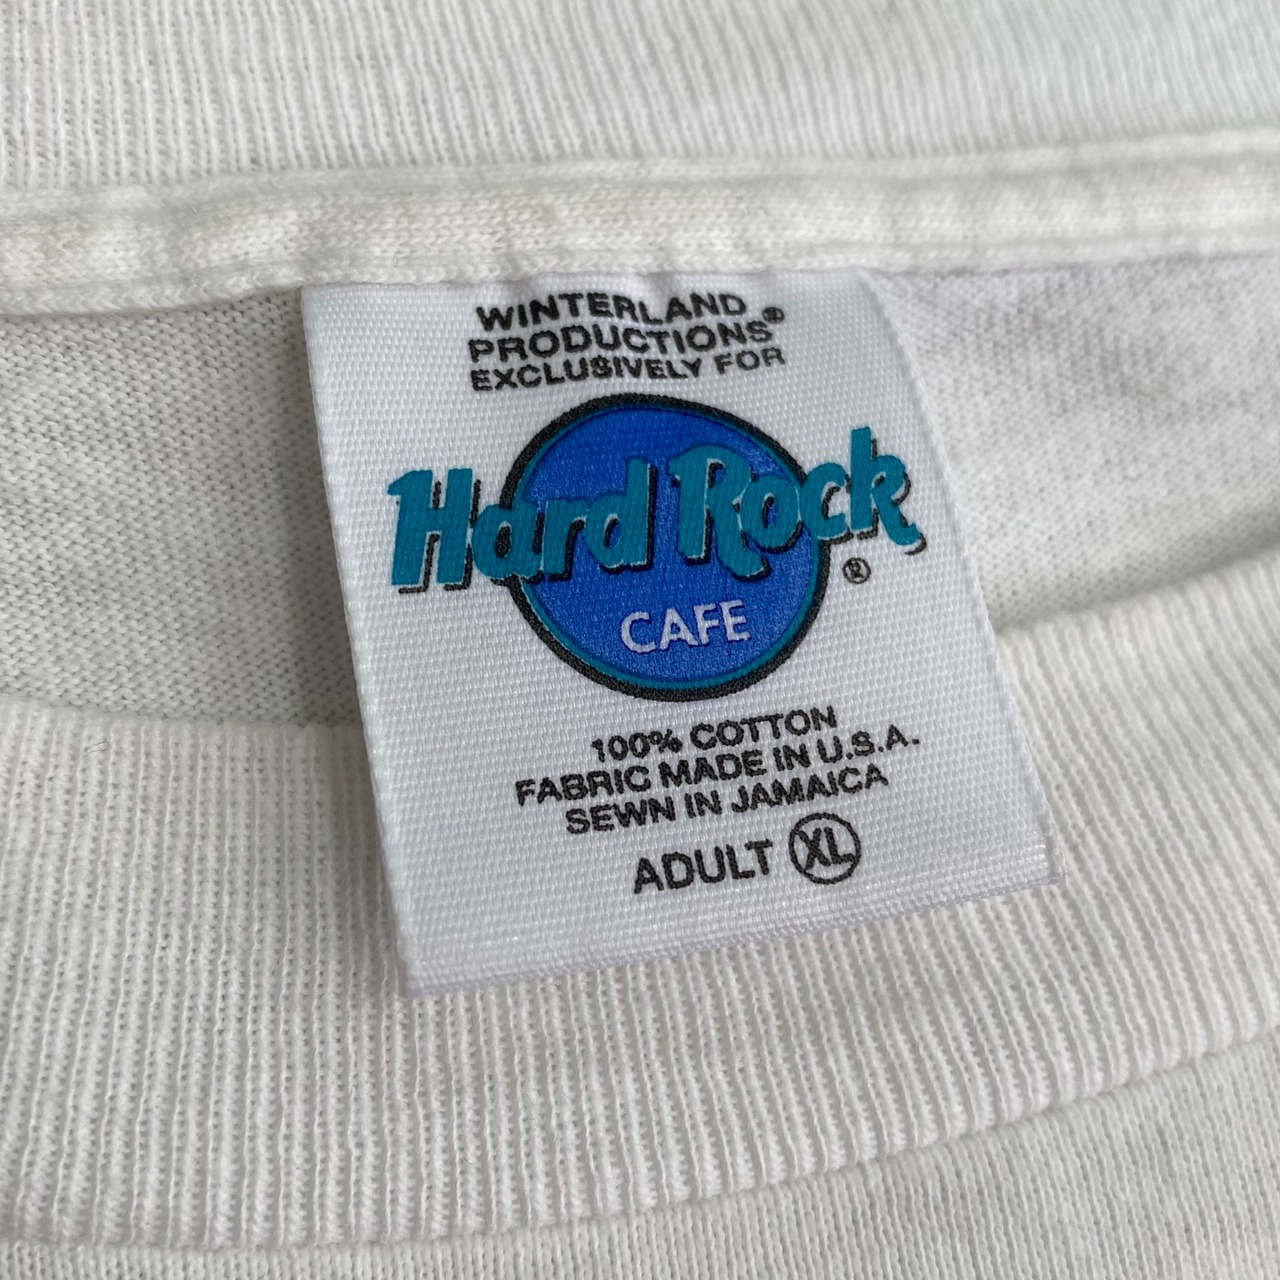 WINTERLAND
PRODUCTIONS®
EXCLUSIVELY FOR
Hard Rock ®
CAFE
100% COTTON
FABRIC MADE IN U.S.A.
SEWN IN JAMAICA
ADULT XL